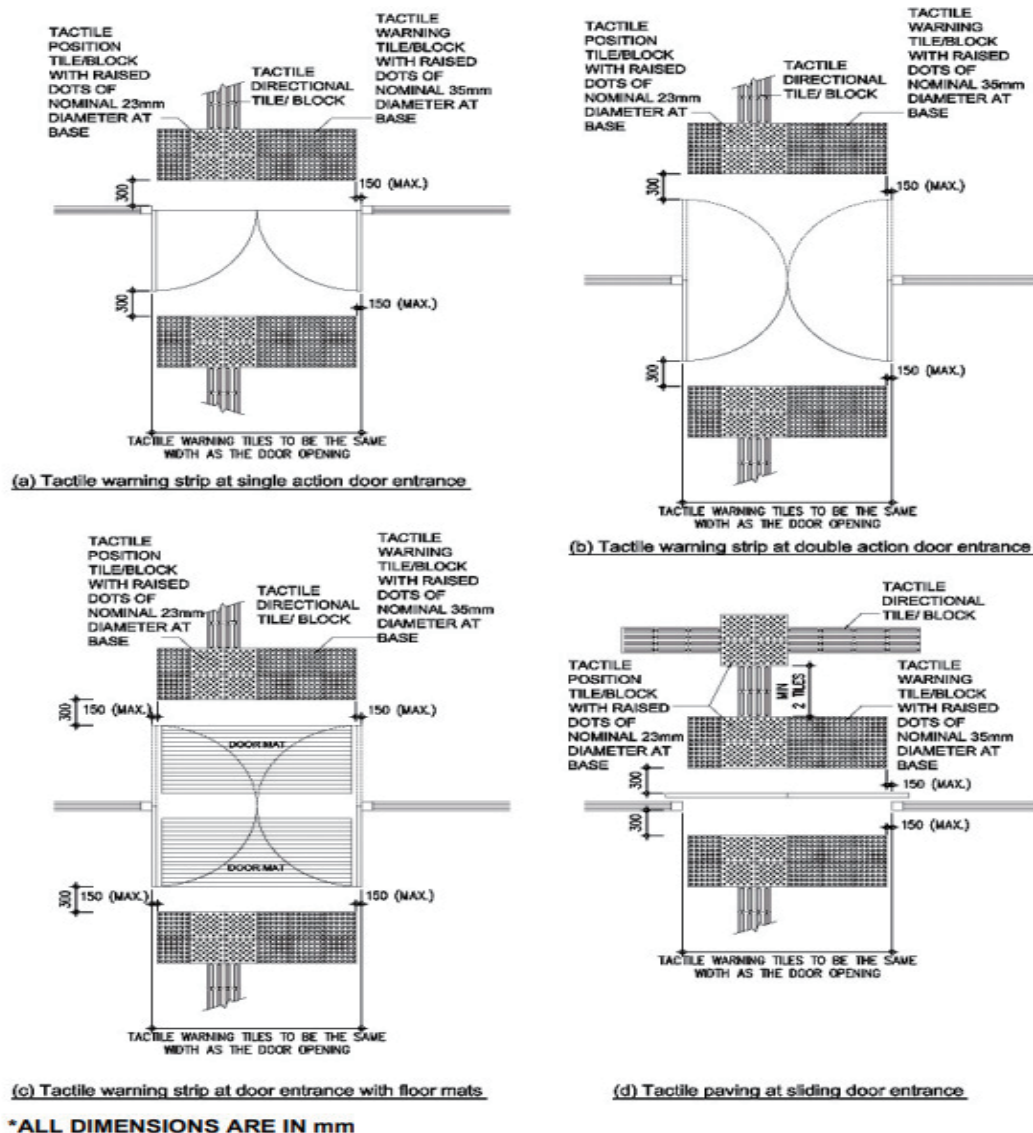 TACTILE
POSITION
TILE/BLOCK
WITH RAISED
DOTS OF
NOMINAL 23mm
DIAMETER AT
BASE
TACTILE
DIRECTIONAL
TILE/ BLOCK
TACTILE
WARNING
TILE/BLOCK
WITH RAISED
DOTS OF
NOMINAL 35mm
DIAMETER AT
BASE
300
150 (MAX.)
300
150 (MAX.)
TACTILE WARNING TILES TO BE THE SAME
WIDTH AS THE DOOR OPENING
(a) Tactile warning strip at single action door entrance
TACTILE
POSITION
TILE/BLOCK
WITH RAISED
DOTS OF
NOMINAL 23mm
DIAMETER AT
BASE
TACTILE
DIRECTIONAL
TILE/ BLOCK
TACTILE
WARNING
TILE/BLOCK
WITH RAISED
DOTS OF
NOMINAL 35mm
DIAMETER AT
BASE
300
150 (MAX.)
300
150 (MAX.)
TACTILE WARNING TILES TO BE THE SAME
WIDTH AS THE DOOR OPENING
(b) Tactile warning strip at double action door entrance
TACTILE
POSITION
TILE/BLOCK
WITH RAISED
DOTS OF
NOMINAL 23mm
DIAMETER AT
BASE
TACTILE
DIRECTIONAL
TILE/ BLOCK
TACTILE
WARNING
TILE/BLOCK
WITH RAISED
DOTS OF
NOMINAL 35mm
DIAMETER AT
BASE
300
150 (MAX.)
150 (MAX.)
DOOR MAT
DOOR MAT
300
150 (MAX.)
150 (MAX.)
TACTILE WARNING TILES TO BE THE SAME
WIDTH AS THE DOOR OPENING
(c) Tactile warning strip at door entrance with floor mats
TACTILE
DIRECTIONAL
TILE/ BLOCK
TACTILE
POSITION
TILE/BLOCK
WITH RAISED
DOTS OF
NOMINAL 23mm
DIAMETER AT
BASE
MIN
2 TILES
TACTILE
WARNING
TILE/BLOCK
WITH RAISED
DOTS OF
NOMINAL 35mm
DIAMETER AT
BASE
300
150 (MAX.)
300
150 (MAX.)
TACTILE WARNING TILES TO BE THE SAME
WIDTH AS THE DOOR OPENING
(d) Tactile paving at sliding door entrance
*ALL DIMENSIONS ARE IN mm